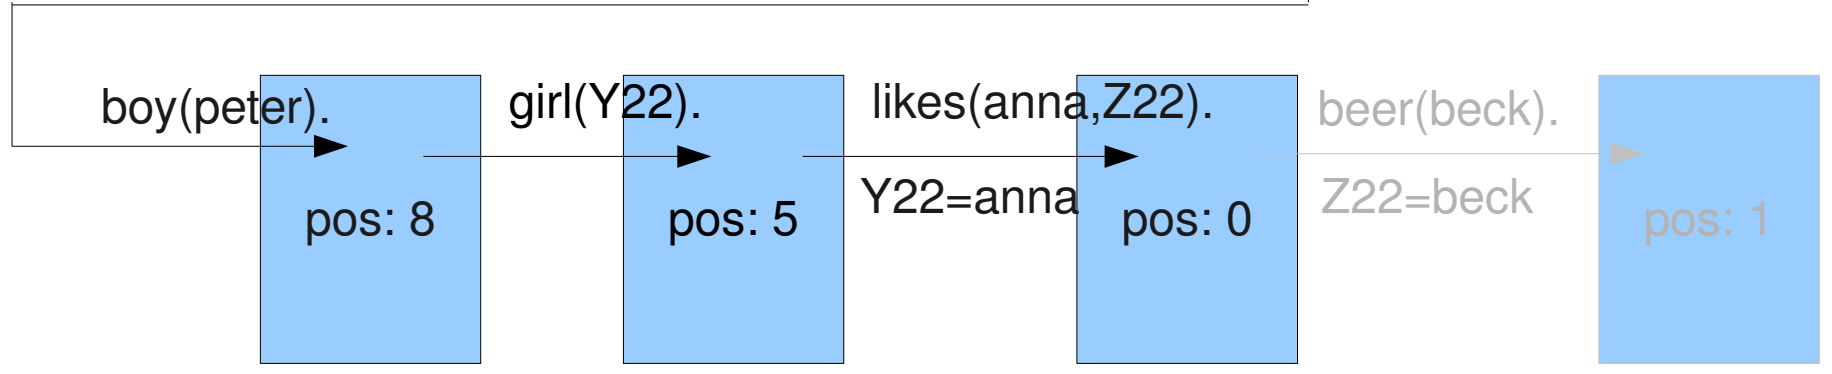 boy(peter).
girl(Y22).
likes(anna,Z22).
beer(beck).
Y22=anna
Z22=beck
pos: 8
pos: 5
pos: 0
pos: 1